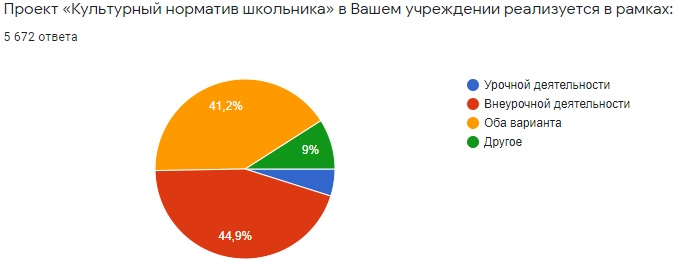 Проект «Культурный норматив школьника» в Вашем учреждении реализуется в рамках:
5 672 ответа
41,2%
9%
44,9%
Урочной деятельности
Внеурочной деятельности
Оба варианта
Другое